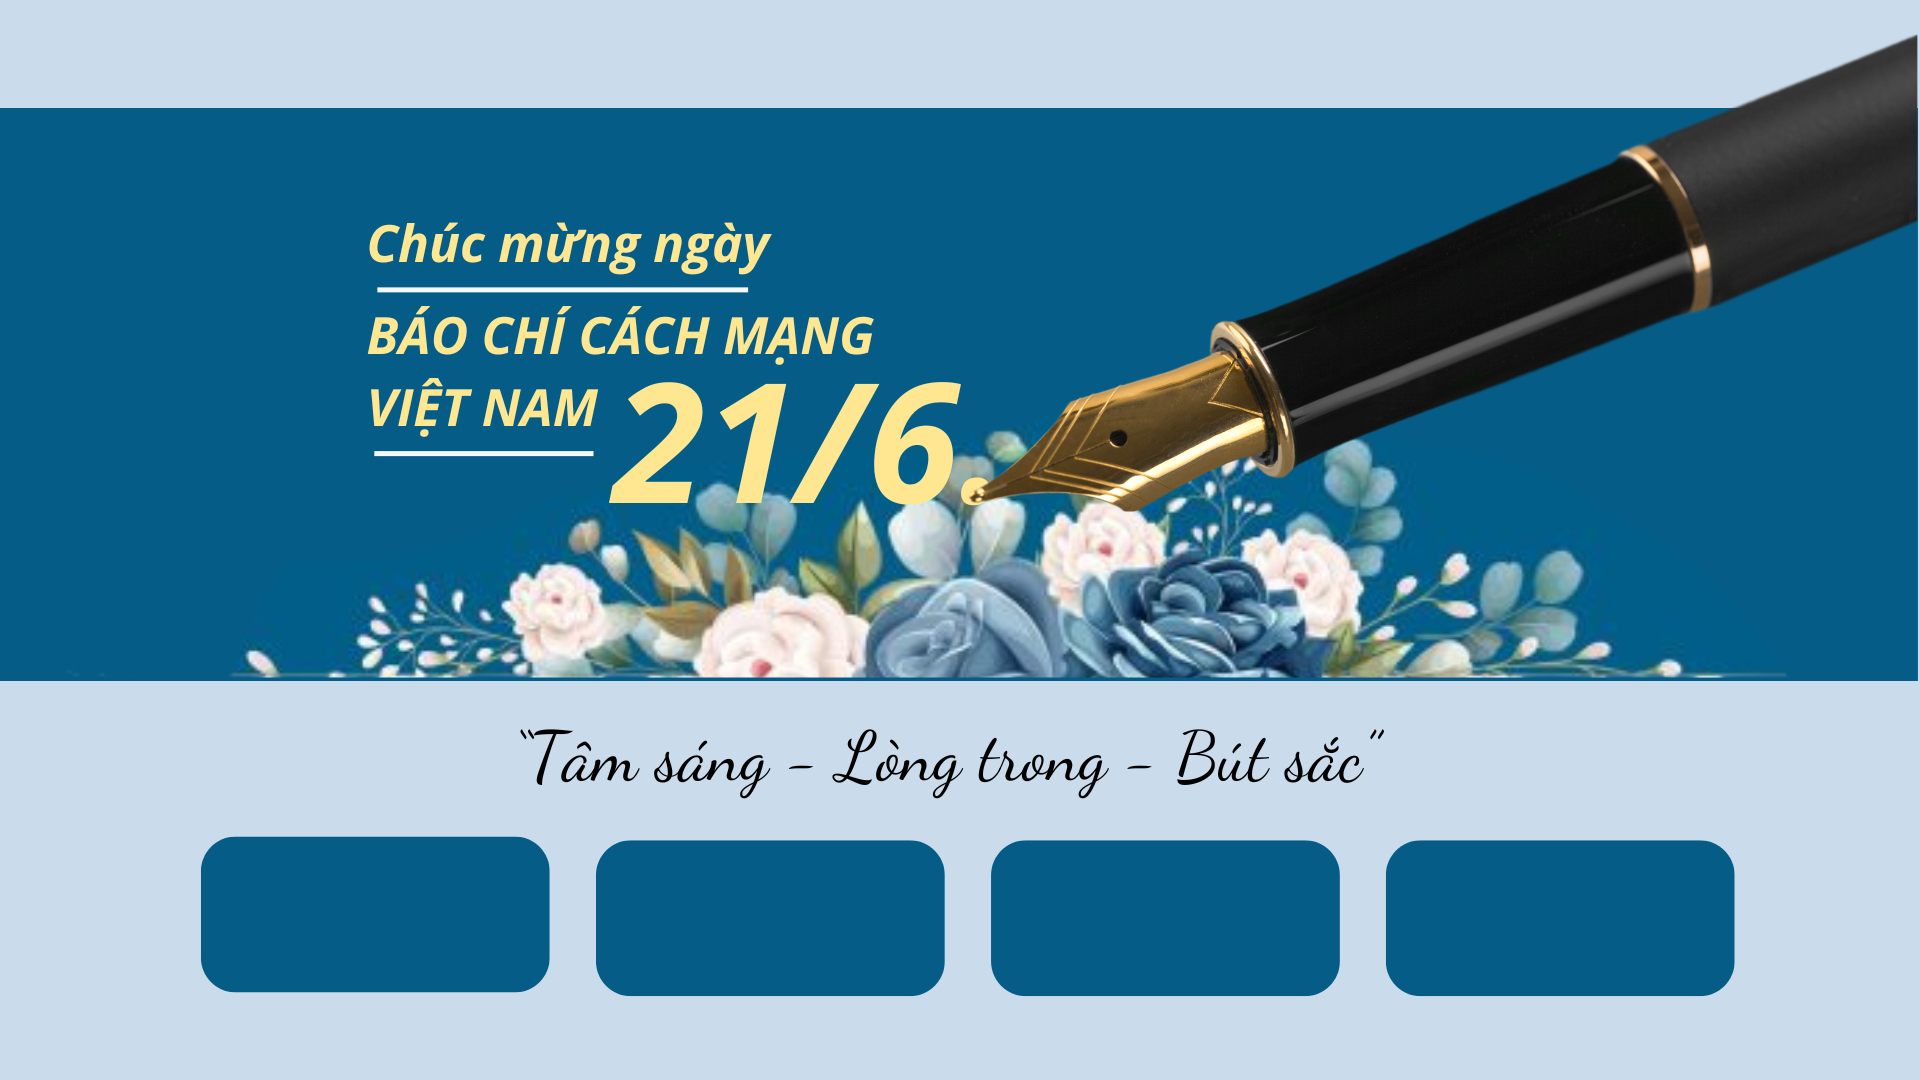 Chúc mừng ngày
BÁO CHÍ CÁCH MẠNG
VIỆT NAM 21/6.
“Tâm sáng - Lòng trong - Bút sắc”